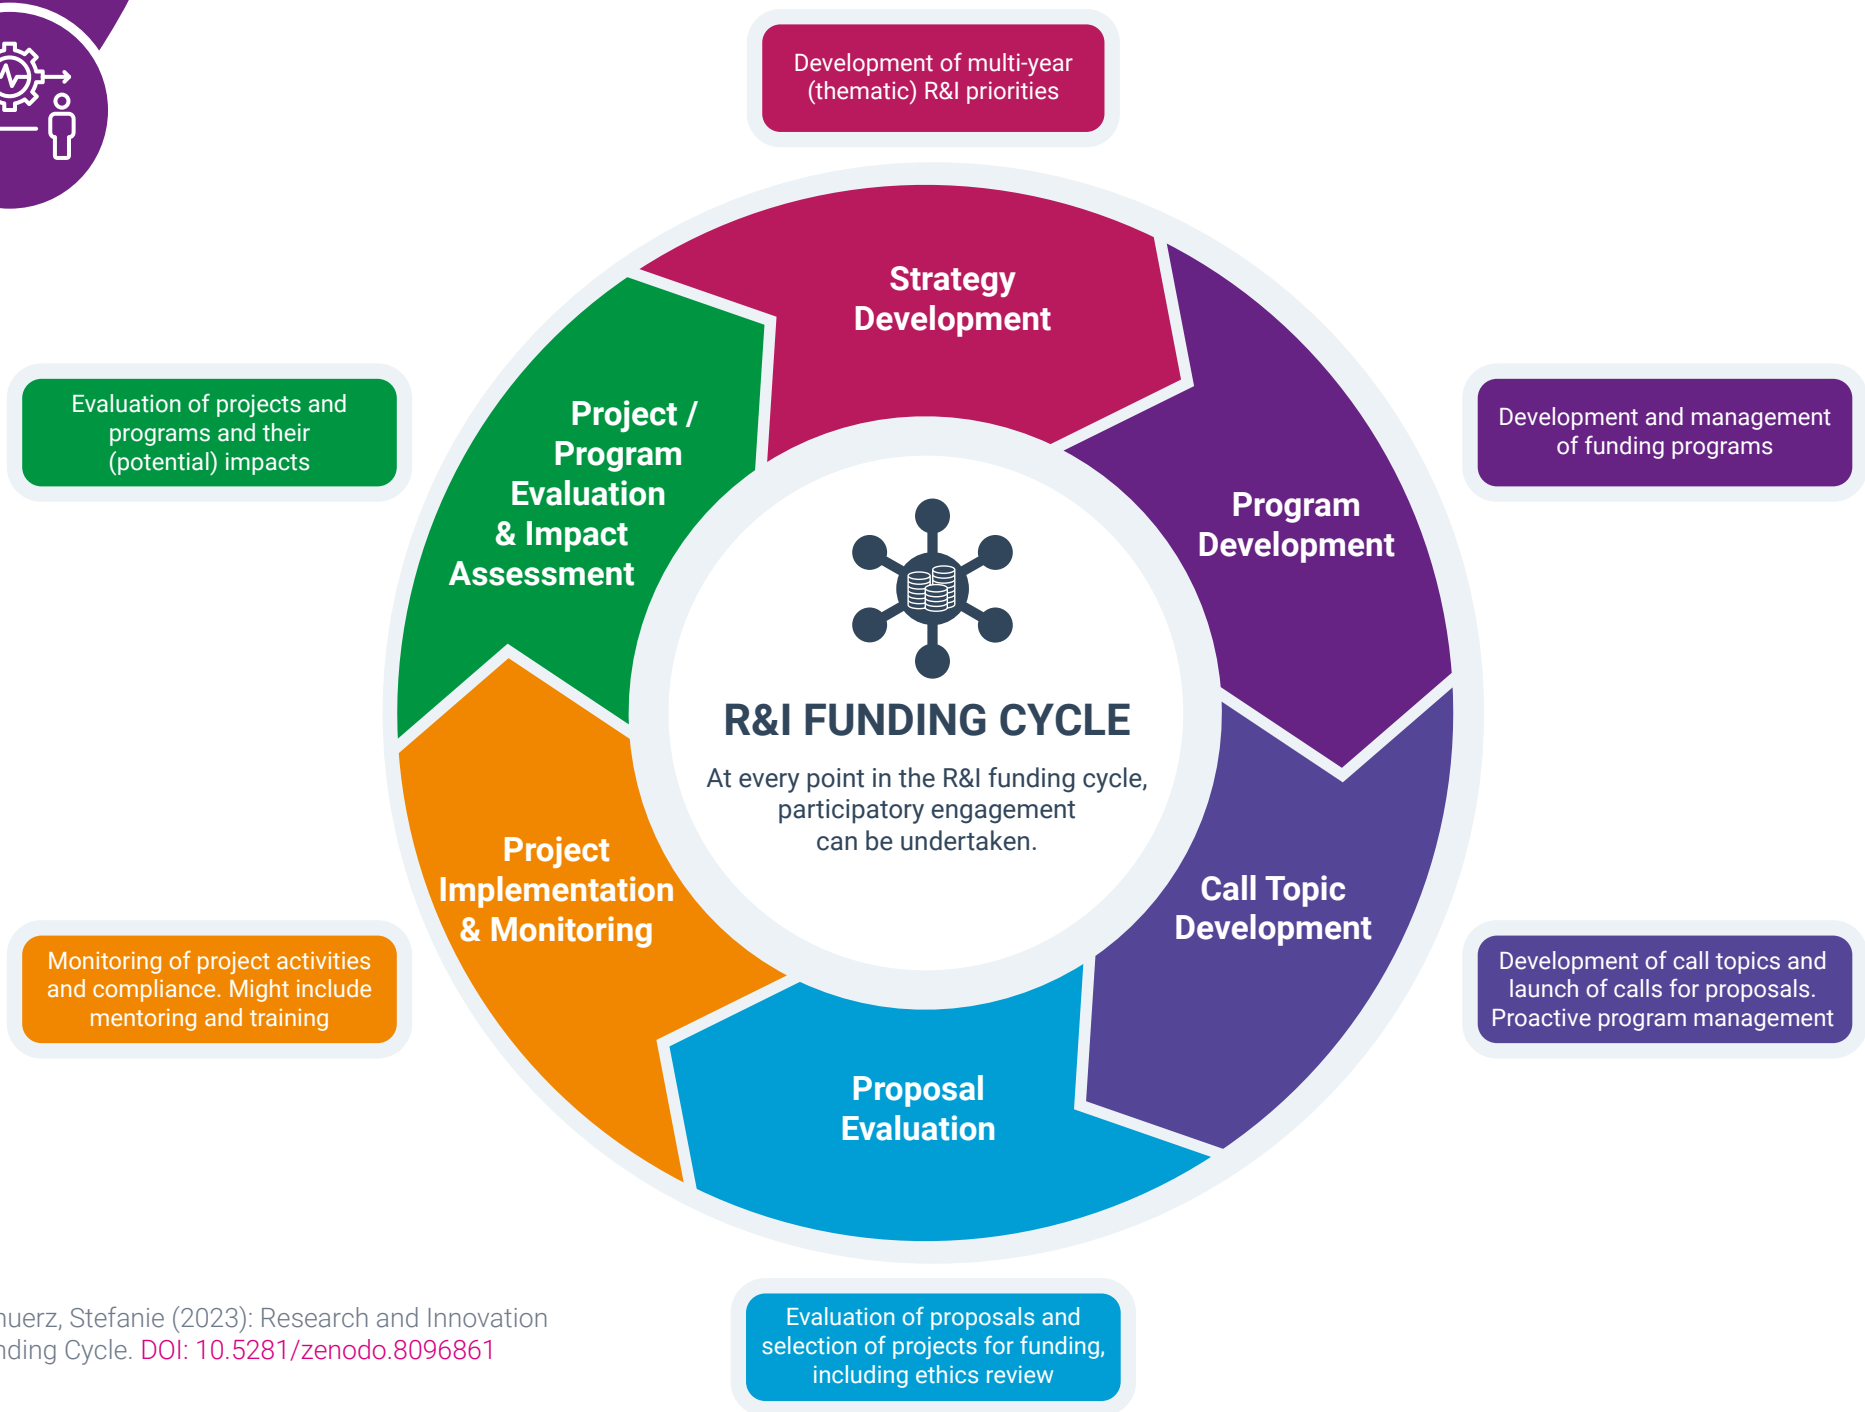 Development of multi-year
(thematic) R&I priorities
Strategy
Development
Project /
Program
Evaluation
& Impact
Assessment
Evaluation of projects and
programs and their
(potential) impacts
Program
Development
Development and management
of funding programs
R&I FUNDING CYCLE
At every point in the R&I funding cycle,
participatory engagement
can be undertaken.
Project
Implementation
& Monitoring
Monitoring of project activities
and compliance. Might include
mentoring and training
Call Topic
Development
Development of call topics and
launch of calls for proposals.
Proactive program management
Proposal
Evaluation
Evaluation of proposals and
selection of projects for funding,
including ethics review
Stefanie (2023): Research and Innovation
Cycle. DOI: 10.5281/zenodo.8096861